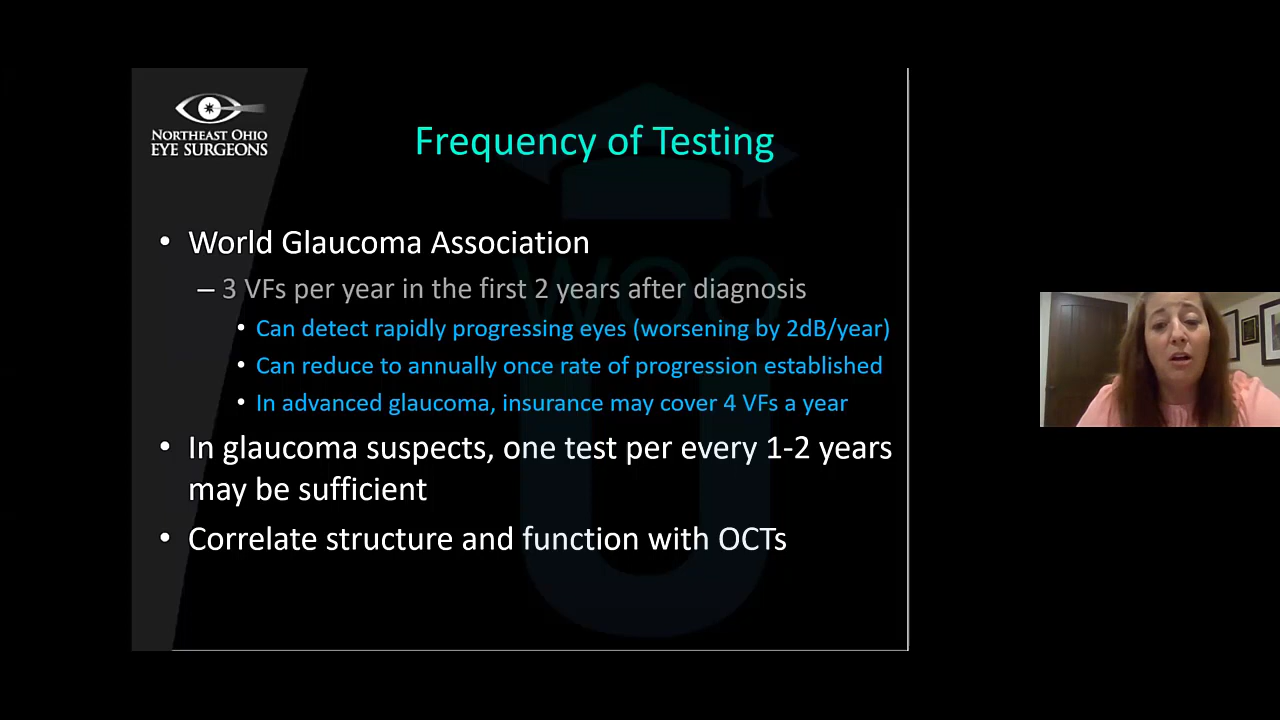 NORTHEAST OHIO
EYE SURGEONS
Frequency of Testing
• World Glaucoma Association
– 3 VFs per year in the first 2 years after diagnosis
• Can detect rapidly progressing eyes (worsening by 2dB/year)
• Can reduce to annually once rate of progression established
• In advanced glaucoma, insurance may cover 4 VFs a year
• In glaucoma suspects, one test per every 1-2 years
may be sufficient
• Correlate structure and function with OCTs
WOO
U